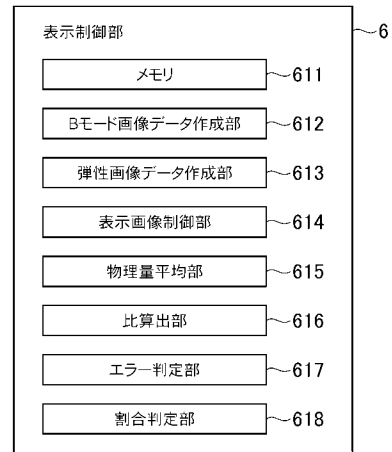 表示制御部 6
メモリ 611
Bモード画像データ作成部 612
弾性画像データ作成部 613
表示画像制御部 614
物理量平均部 615
比算出部 616
エラー判定部 617
割合判定部 618